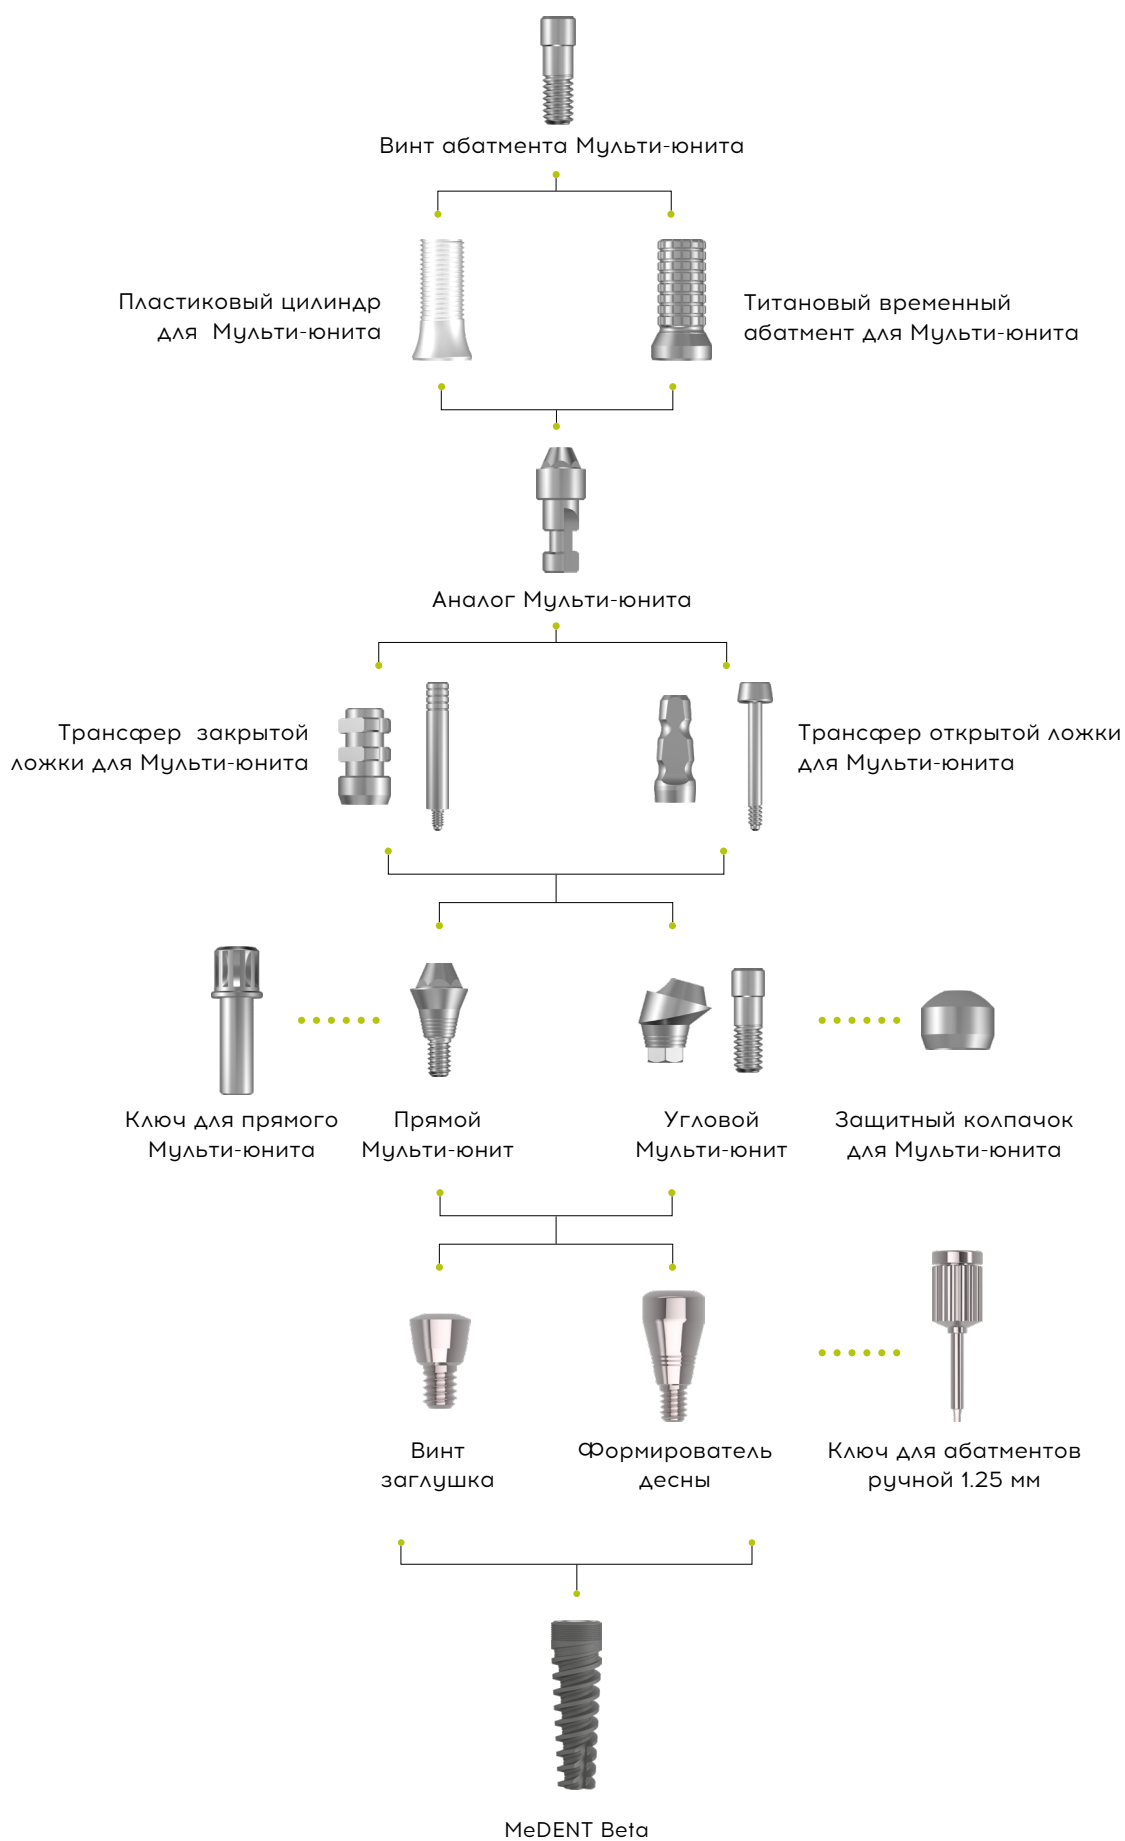 Винт абатмента Мульти-юнита
Пластиковый цилиндр
для Мульти-юнита
Титановый временный
абатмент для Мульти-юнита
Аналог Мульти-юнита
Трансфер закрытой
ложки для Мульти-юнита
Трансфер открытой ложки
для Мульти-юнита
Ключ для прямого
Мульти-юнита
Прямой
Мульти-юнит
Угловой
Мульти-юнит
Защитный колпачок
для Мульти-юнита
Винт
заглушка
Формирователь
десны
Ключ для абатментов
ручной 1.25 мм
MeDENT Beta